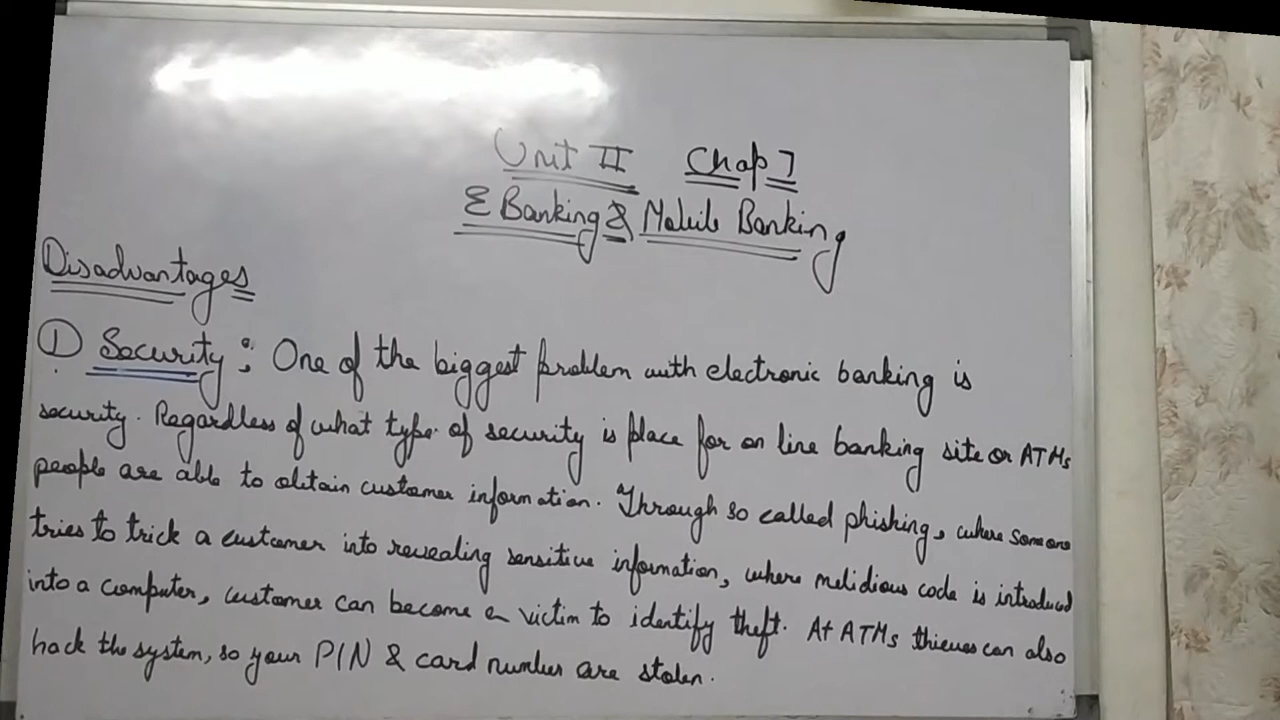 Unit II Chap 7
E Banking & Mobile Banking
Disadvantages
① Security : One of the biggest problem with electronic banking is
security. Regardless of what type of security is place for on line banking site or ATMs
people are able to obtain customer information. Through so called phishing, where someone
tries to trick a customer into revealing sensitive information, where melidious code is introduced
into a computer, customer can become a victim to identify theft. At ATMs thieves can also
hack the system, so your PIN & card number are stolen.